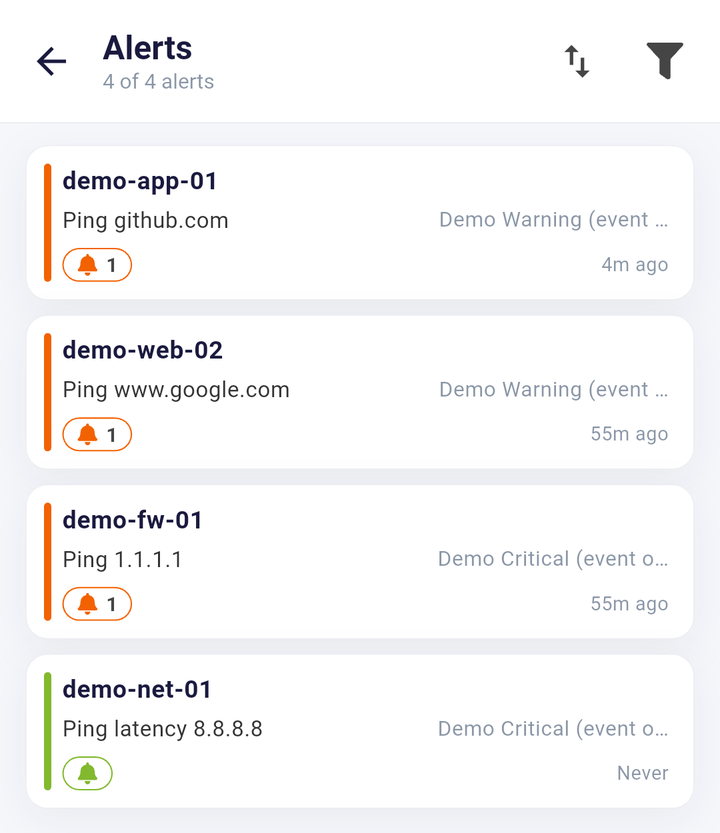 Alerts
4 of 4 alerts
demo-app-01
Ping github.com
Demo Warning (event ...
1
4m ago
demo-web-02
Ping www.google.com
Demo Warning (event ...
1
55m ago
demo-fw-01
Ping 1.1.1.1
Demo Critical (event o...
1
55m ago
demo-net-01
Ping latency 8.8.8.8
Demo Critical (event o...
Never